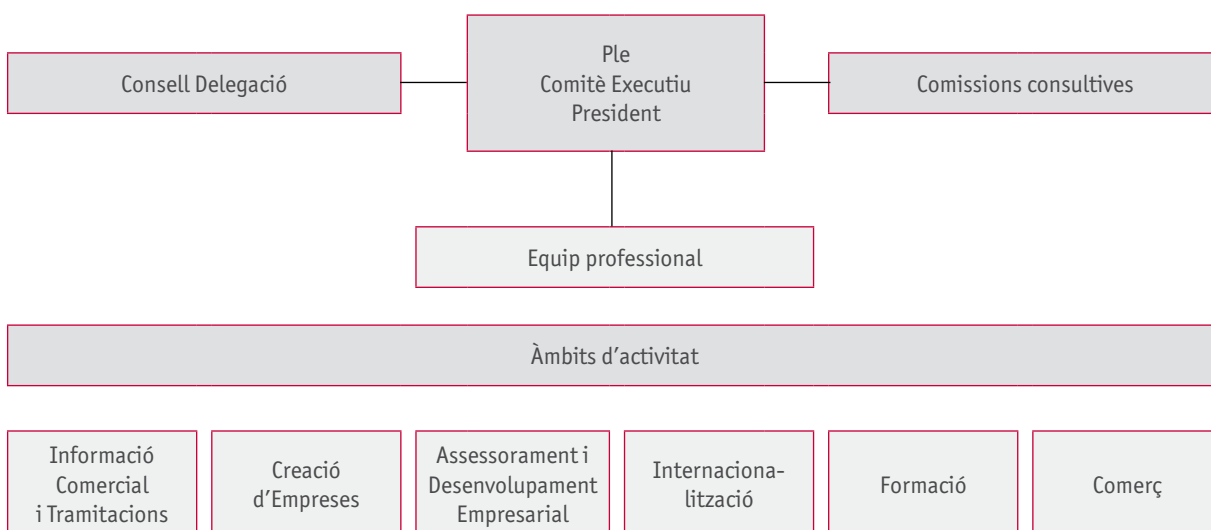 Ple
Comitè Executiu
President
Consell Delegació
Comissions consultives
Equip professional
Àmbits d’activitat
Informació
Comercial
i Tramitacions
Creació
d’Empreses
Assessorament i
Desenvolupament
Empresarial
Internaciona-
lització
Formació
Comerç